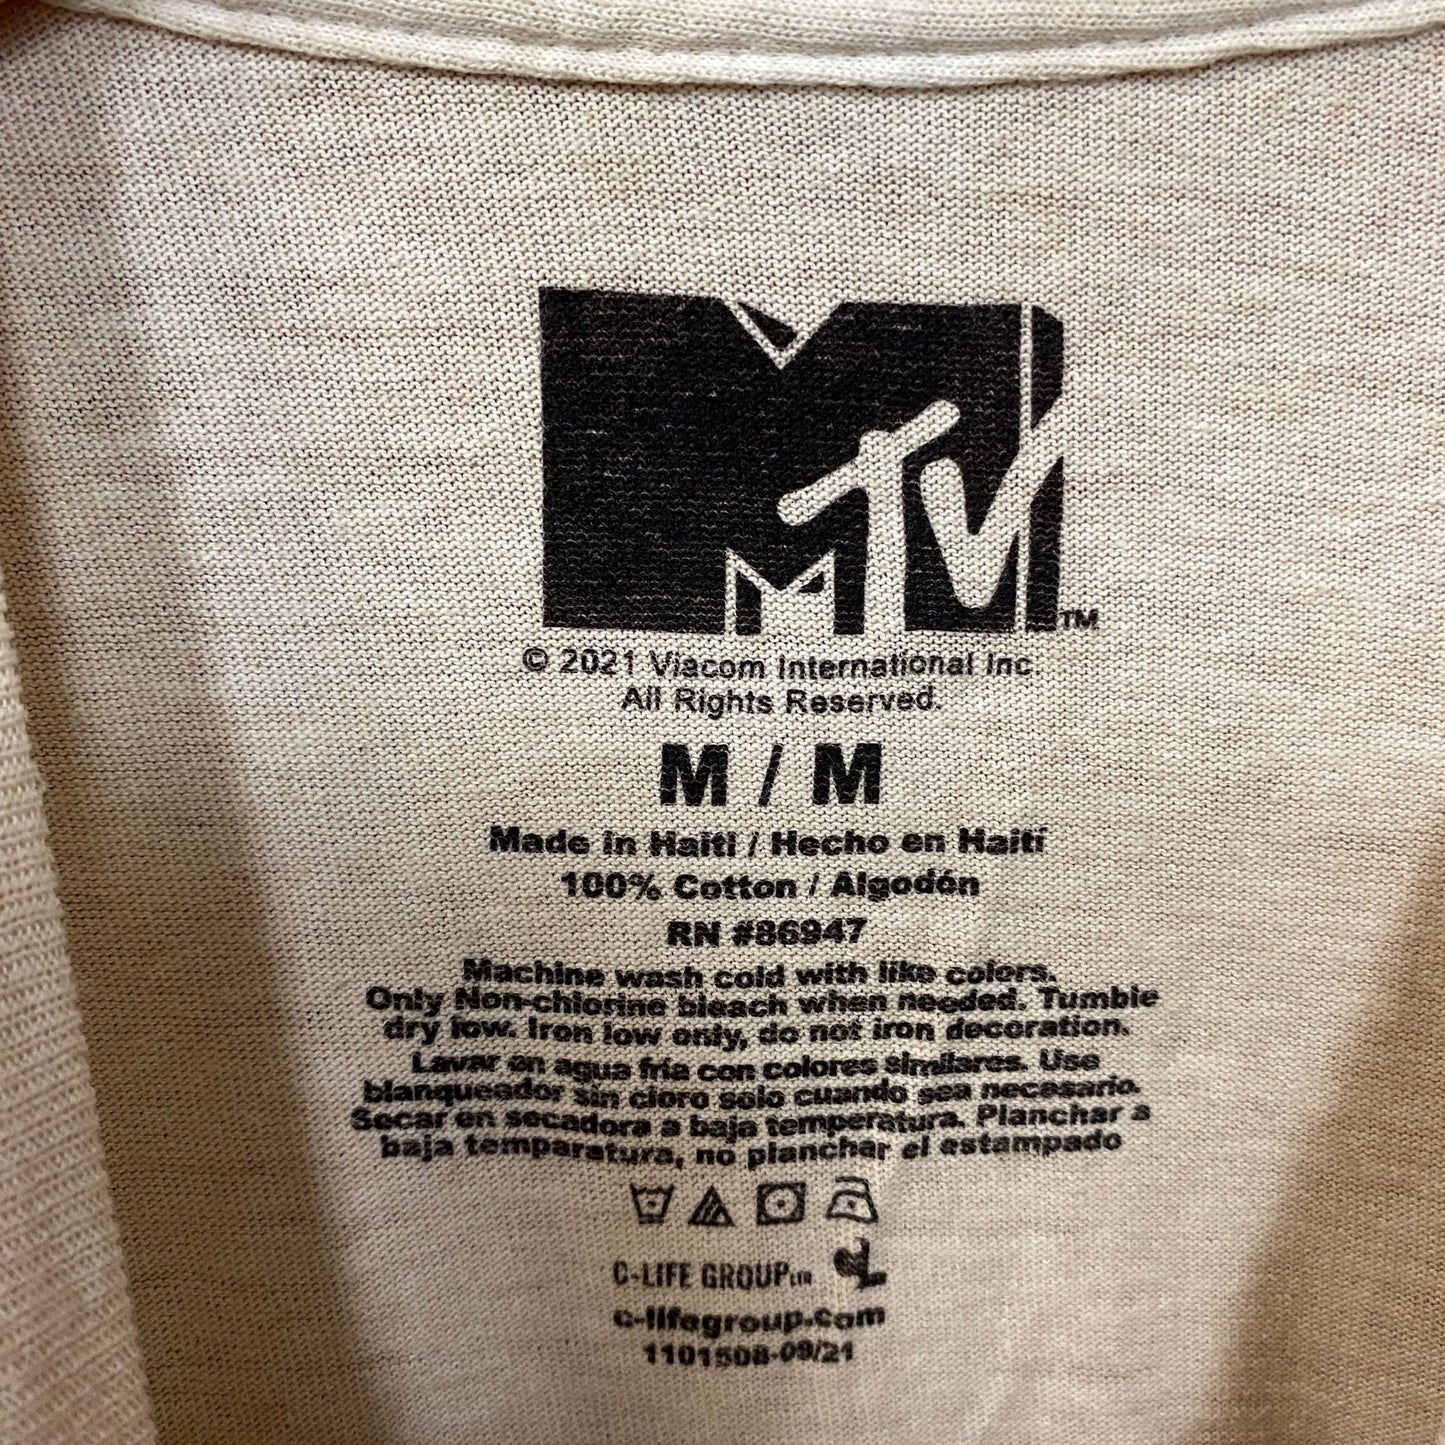 MTV
TM
© 2021 Viacom International Inc
All Rights Reserved.
M / M
Made in Haiti / Hecho en Haití
100% Cotton / Algodón
RN #86947
Machine wash cold with like colors.
Only Non-chlorine bleach when needed. Tumble
dry low. Iron low only, do not iron decoration.
Lavar en agua fria con colores similares. Use
blanqueador sin cloro solo cuando sea necesario.
Secar en secadora a baja temperatura. Planchar a
baja temparatura, no planchar el estampado
C-LIFE GROUP LTD
c-lifegroup.com
1101508-09/21